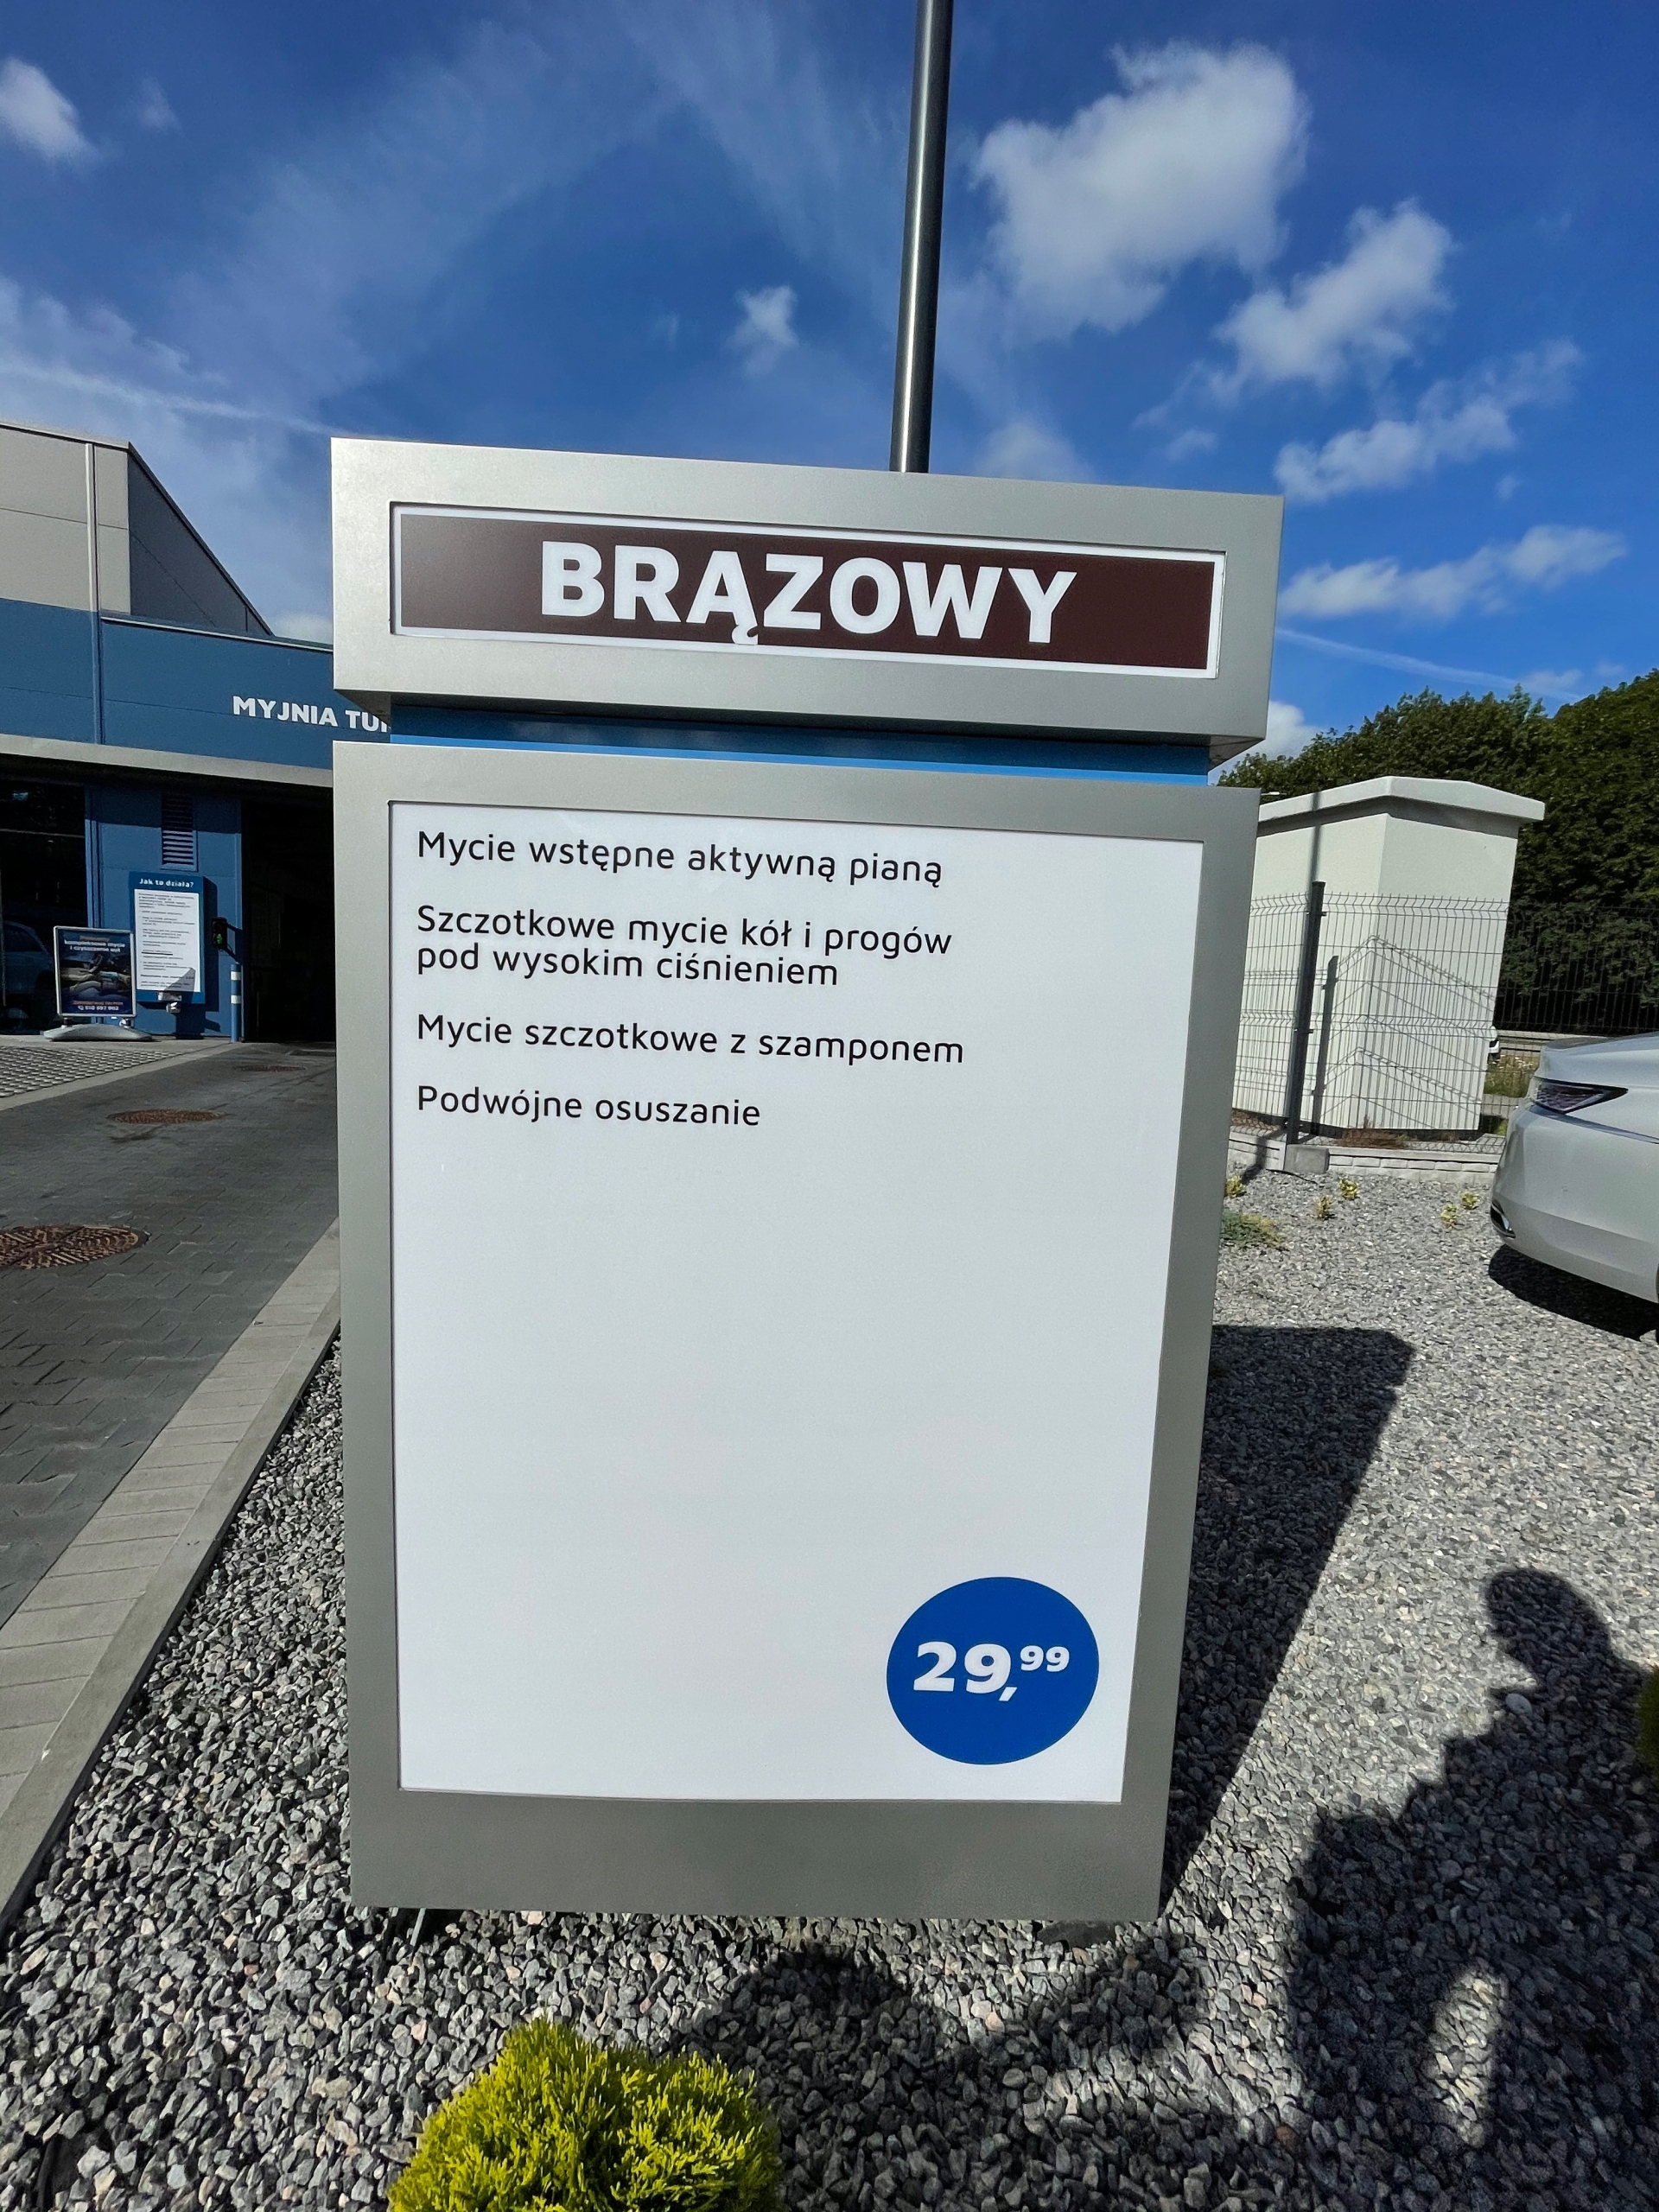 BRĄZOWY
MYJNIA
Mycie wstępne aktywną pianą
Szczotkowe mycie kół i progów
pod wysokim ciśnieniem
Mycie szczotkowe z szamponem
Podwójne osuszanie
29,99
Jak to działa?